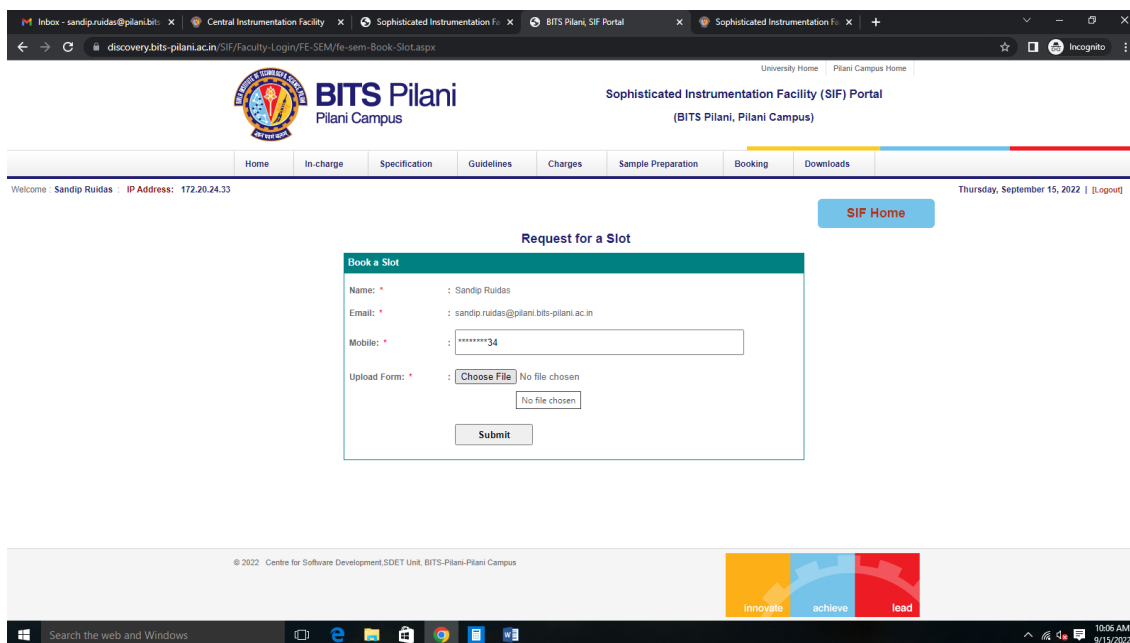 Inbox - sandip.ruidas@pilani.bits
Central Instrumentation Facility
Sophisticated Instrumentation Fa
BITS Pilani, SIF Portal
Sophisticated Instrumentation Fa
discovery.bits-pilani.ac.in/SIF/Faculty-Login/FE-SEM/fe-sem-Book-Slot.aspx
Incognito
University Home Pilani Campus Home
BITS Pilani
Pilani Campus
Sophisticated Instrumentation Facility (SIF) Portal
(BITS Pilani, Pilani Campus)
Home In-charge Specification Guidelines Charges Sample Preparation Booking Downloads
Welcome : Sandip Ruidas : IP Address: 172.20.24.33
Thursday, September 15, 2022 | [Logout]
SIF Home
Request for a Slot
Book a Slot
Name: * : Sandip Ruidas
Email: * : sandip.ruidas@pilani.bits-pilani.ac.in
Mobile: * : ********34
Upload Form: * : Choose File No file chosen
No file chosen
Submit
© 2022 Centre for Software Development,SDET Unit, BITS-Pilani-Pilani Campus
innovate achieve lead
Search the web and Windows
10:06 AM
9/15/2022